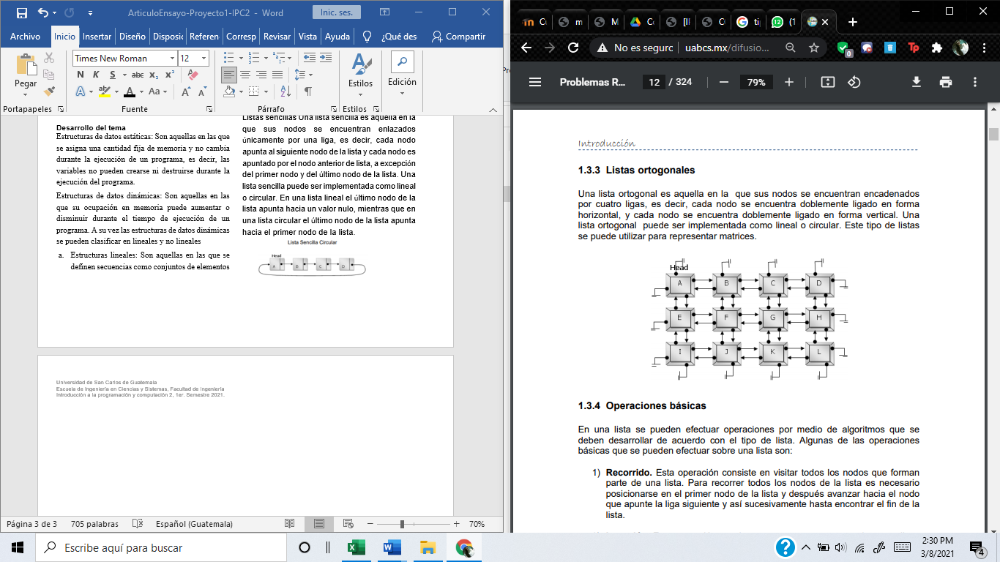 ArticuloEnsayo-Proyecto1-IPC2 - Word
Inic. ses.
Archivo Inicio Insertar Diseño Disposic Referen Corresp Revisar Vista Ayuda ¿Qué des Compartir
Times New Roman 12
Pegar
N K S abc x₂ x²
A aby A Aa A A
Estilos
Edición
Portapapeles Fuente Párrafo Estilos
Desarrollo del tema
Estructuras de datos estáticas: Son aquellas en las que
se asigna una cantidad fija de memoria y no cambia
durante la ejecución de un programa, es decir, las
variables no pueden crearse ni destruirse durante la
ejecución del programa.
Estructuras de datos dinámicas: Son aquellas en las
que su ocupación en memoria puede aumentar o
disminuir durante el tiempo de ejecución de un
programa. A su vez las estructuras de datos dinámicas
se pueden clasificar en lineales y no lineales
a. Estructuras lineales: Son aquellas en las que se
definen secuencias como conjuntos de elementos
Listas sencillas Una lista sencilla es aquella en la
que sus nodos se encuentran enlazados
únicamente por una liga, es decir, cada nodo
apunta al siguiente nodo de la lista y cada nodo es
apuntado por el nodo anterior de lista, a excepción
del primer nodo y del último nodo de la lista. Una
lista sencilla puede ser implementada como lineal
o circular. En una lista lineal el último nodo de la
lista apunta hacia un valor nulo, mientras que en
una lista circular el último nodo de la lista apunta
hacia el primer nodo de la lista.
Lista Sencilla Circular
Head
A B C D
Universidad de San Carlos de Guatemala
Escuela de Ingeniería en Ciencias y Sistemas, Facultad de Ingeniería
Introducción a la programación y computación 2, 1er. Semestre 2021.
Página 3 de 3 705 palabras Español (Guatemala) 70%
No es segurc uabcs.mx/difusio...
Problemas R... 12 / 324 79%
Introducción
1.3.3 Listas ortogonales
Una lista ortogonal es aquella en la que sus nodos se encuentran encadenados
por cuatro ligas, es decir, cada nodo se encuentra doblemente ligado en forma
horizontal, y cada nodo se encuentra doblemente ligado en forma vertical. Una
lista ortogonal puede ser implementada como lineal o circular. Este tipo de listas
se puede utilizar para representar matrices.
Head
A B C D
E F G H
I J K L
1.3.4 Operaciones básicas
En una lista se pueden efectuar operaciones por medio de algoritmos que se
deben desarrollar de acuerdo con el tipo de lista. Algunas de las operaciones
básicas que se pueden efectuar sobre una lista son:
1) Recorrido. Esta operación consiste en visitar todos los nodos que forman
parte de una lista. Para recorrer todos los nodos de la lista es necesario
posicionarse en el primer nodo de la lista y después avanzar hacia el nodo
que apunte la liga siguiente y así sucesivamente hasta encontrar el fin de la
lista.
Escribe aquí para buscar
2:30 PM
3/8/2021
4